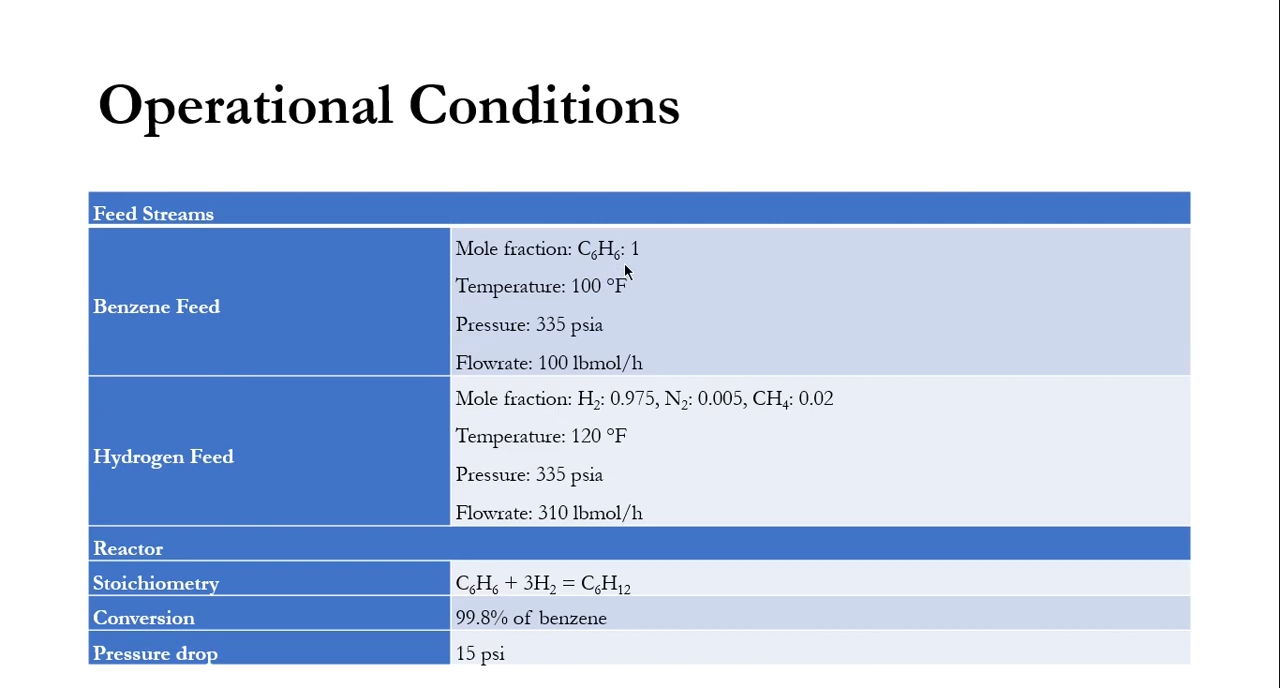 Operational Conditions
Feed Streams
Benzene Feed
Mole fraction: C₆H₆: 1
Temperature: 100 °F
Pressure: 335 psia
Flowrate: 100 lbmol/h
Hydrogen Feed
Mole fraction: H₂: 0.975, N₂: 0.005, CH₄: 0.02
Temperature: 120 °F
Pressure: 335 psia
Flowrate: 310 lbmol/h
Reactor
Stoichiometry
C₆H₆ + 3H₂ = C₆H₁₂
Conversion
99.8% of benzene
Pressure drop
15 psi